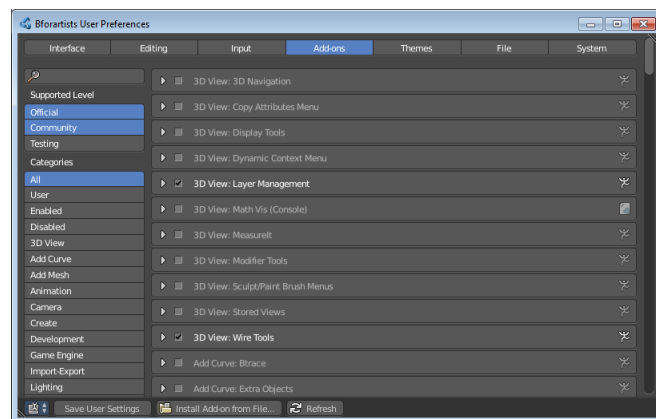 Bforartists User Preferences
Interface Editing Input Add-ons Themes File System
Supported Level
Official
Community
Testing
Categories
All
User
Enabled
Disabled
3D View
Add Curve
Add Mesh
Animation
Camera
Create
Development
Game Engine
Import-Export
Lighting
3D View: 3D Navigation
3D View: Copy Attributes Menu
3D View: Display Tools
3D View: Dynamic Context Menu
3D View: Layer Management
3D View: Math Vis (Console)
3D View: MeasureIt
3D View: Modifier Tools
3D View: Sculpt/Paint Brush Menus
3D View: Stored Views
3D View: Wire Tools
Add Curve: Btrace
Add Curve: Extra Objects
Save User Settings Install Add-on from File... Refresh